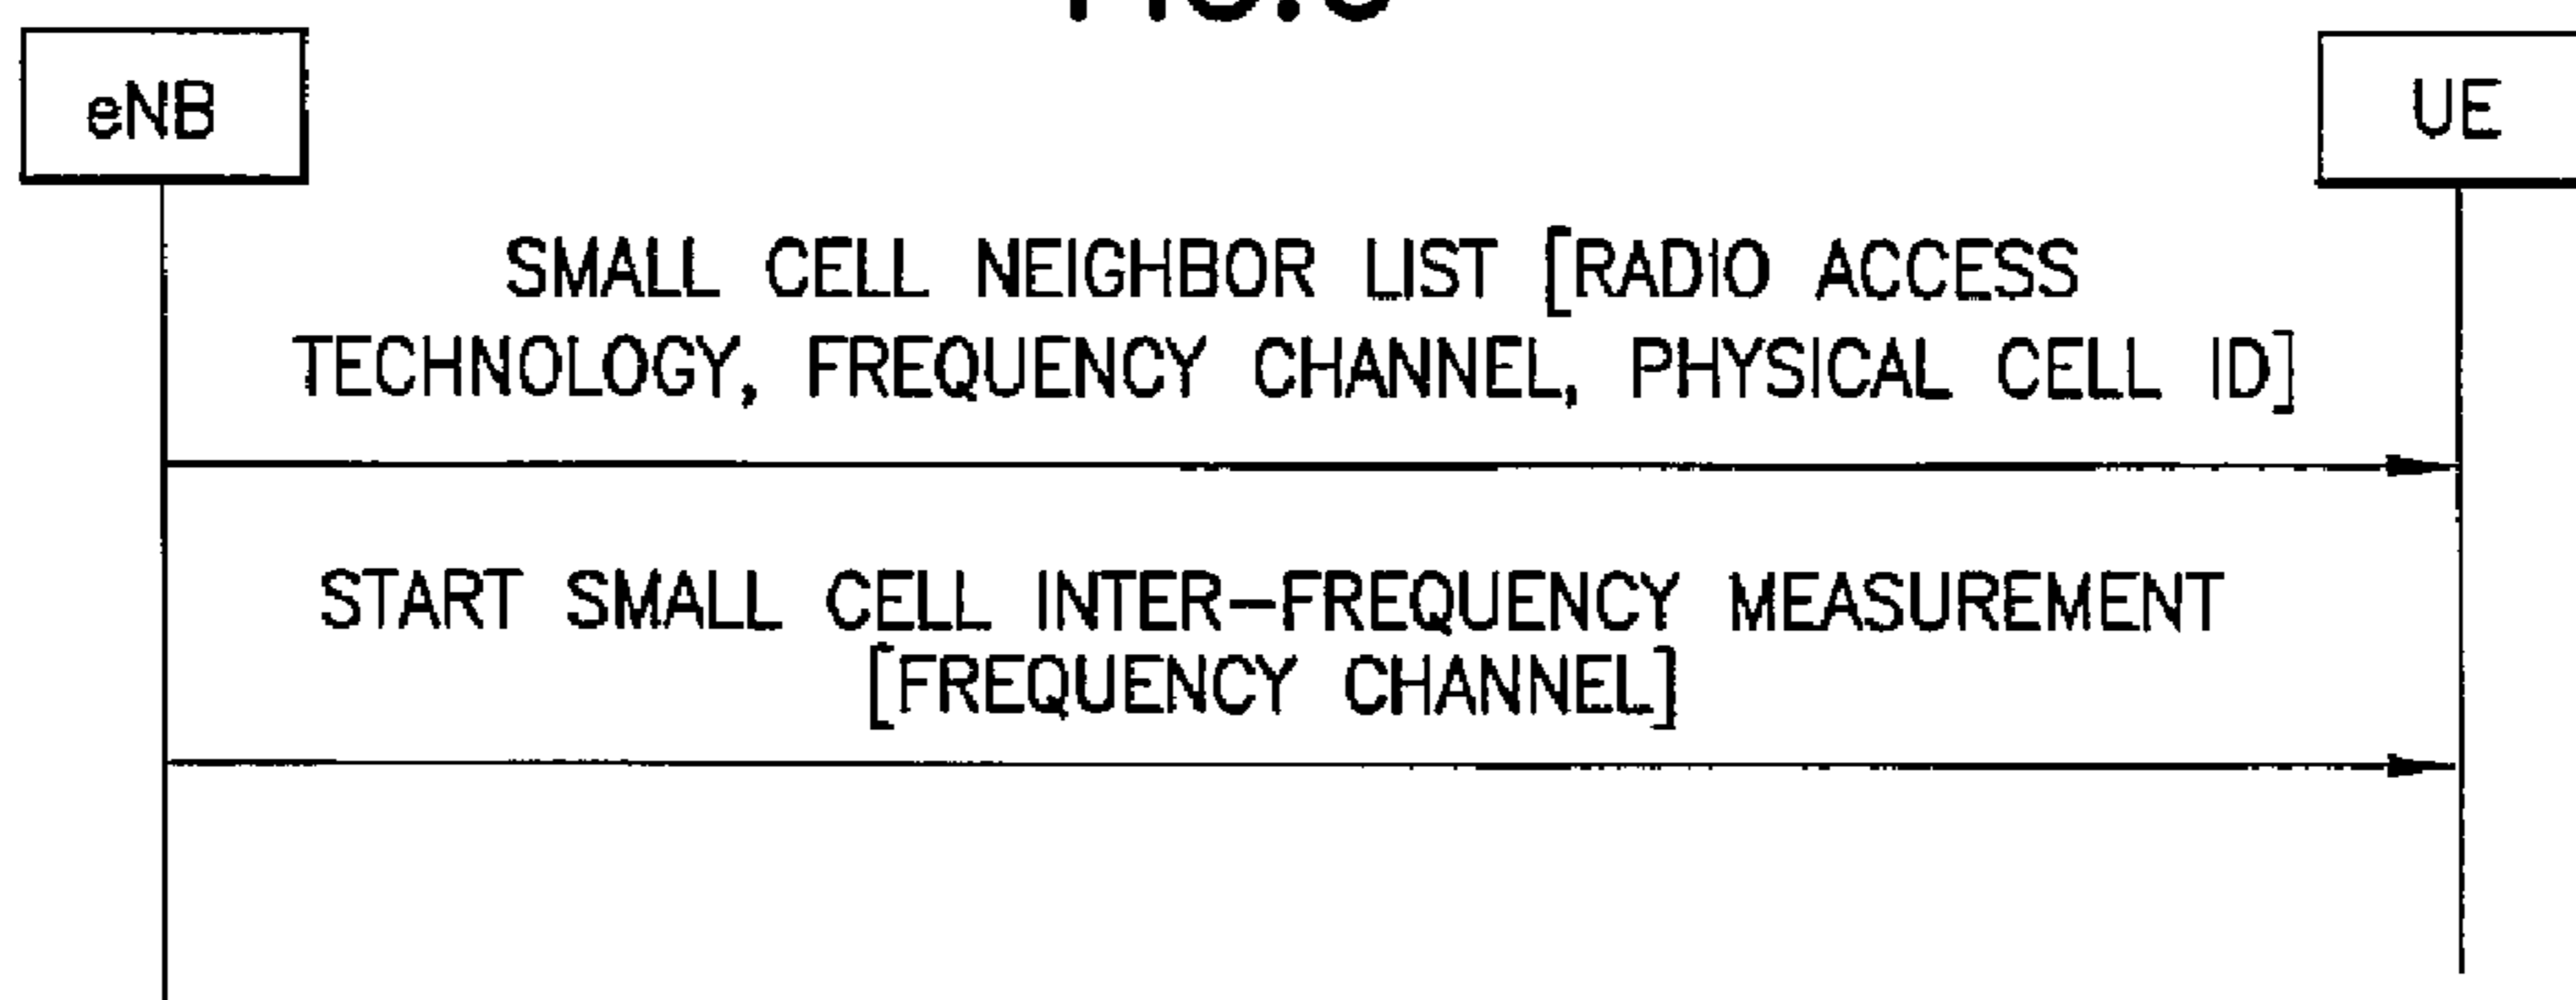 eNB
UE
SMALL CELL NEIGHBOR LIST [RADIO ACCESS
TECHNOLOGY, FREQUENCY CHANNEL, PHYSICAL CELL ID]
START SMALL CELL INTER-FREQUENCY MEASUREMENT
[FREQUENCY CHANNEL]